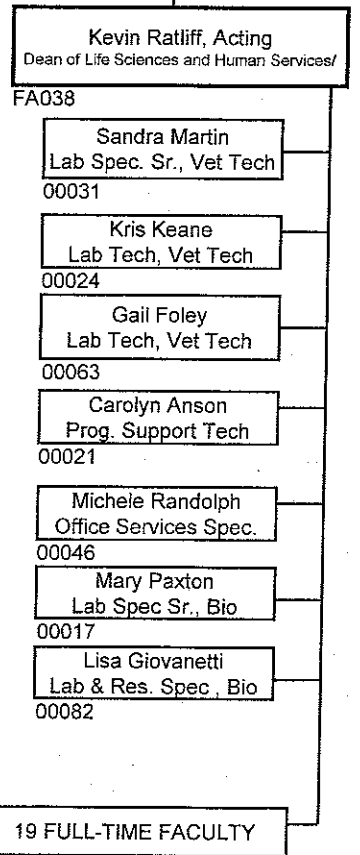 Kevin Ratliff, Acting
Dean of Life Sciences and Human Services/
FA038
Sandra Martin
Lab Spec. Sr., Vet Tech
00031
Kris Keane
Lab Tech, Vet Tech
00024
Gail Foley
Lab Tech, Vet Tech
00063
Carolyn Anson
Prog. Support Tech
00021
Michele Randolph
Office Services Spec.
00046
Mary Paxton
Lab Spec Sr., Bio
00017
Lisa Giovanetti
Lab & Res. Spec , Bio
00082
19 FULL-TIME FACULTY